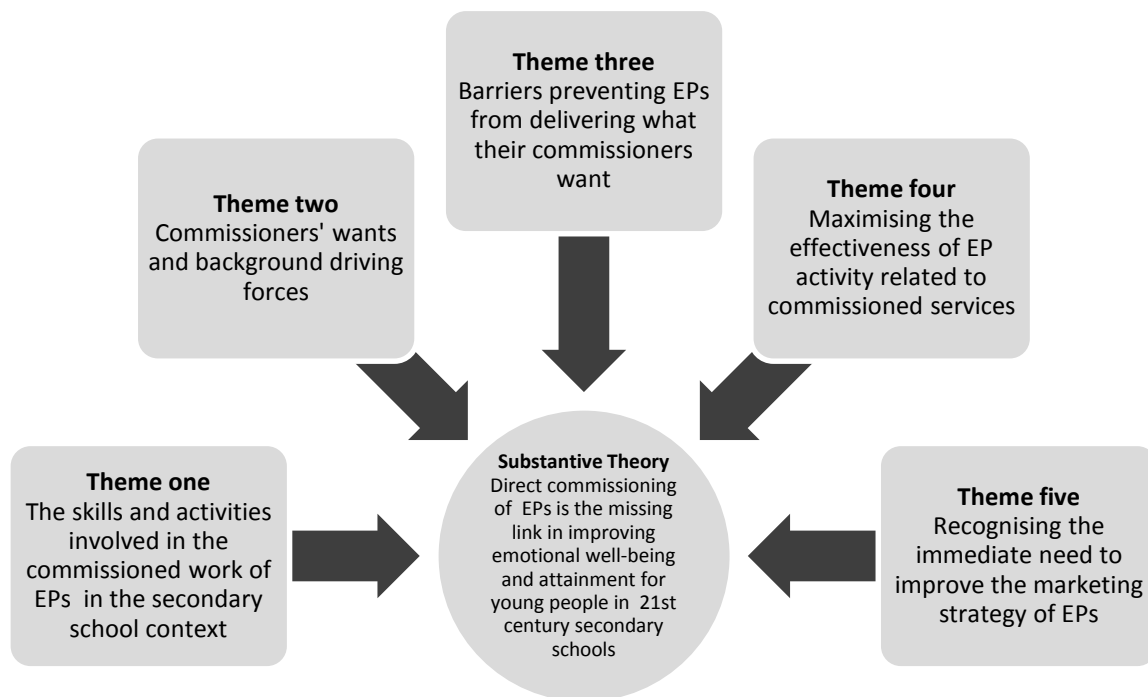 Theme one
The skills and activities
involved in the
commissioned work of
EPs in the secondary
school context
Theme two
Commissioners' wants
and background driving
forces
Theme three
Barriers preventing EPs
from delivering what
their commissioners
want
Theme four
Maximising the
effectiveness of EP
activity related to
commissioned services
Theme five
Recognising the
immediate need to
improve the marketing
strategy of EPs
Substantive Theory
Direct commissioning
of EPs is the missing
link in improving
emotional well-being
and attainment for
young people in 21st
century secondary
schools